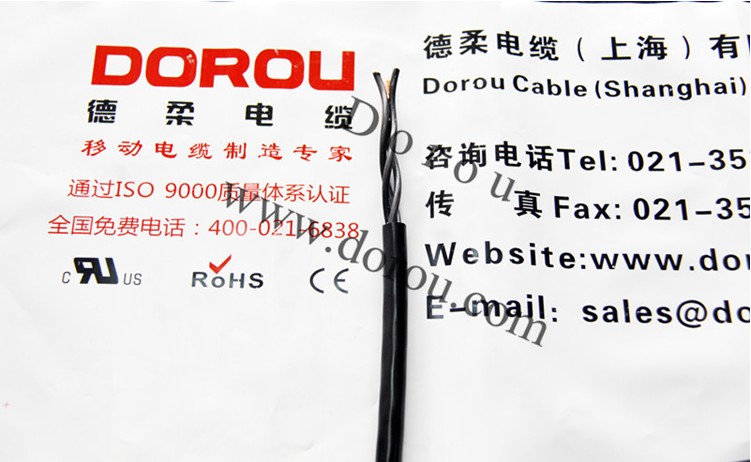 DOROU
德柔电缆
移动电缆制造专家
通过ISO 9000质量体系认证
全国免费电话：400-021-6838
c RU US
RoHS
CE
德柔电缆（上海）有
Dorou Cable (Shanghai)
咨询电话Tel: 021-35
传 真 Fax: 021-35
Website:www.do
E-mail: sales@do
Dorou
www.dorou.com